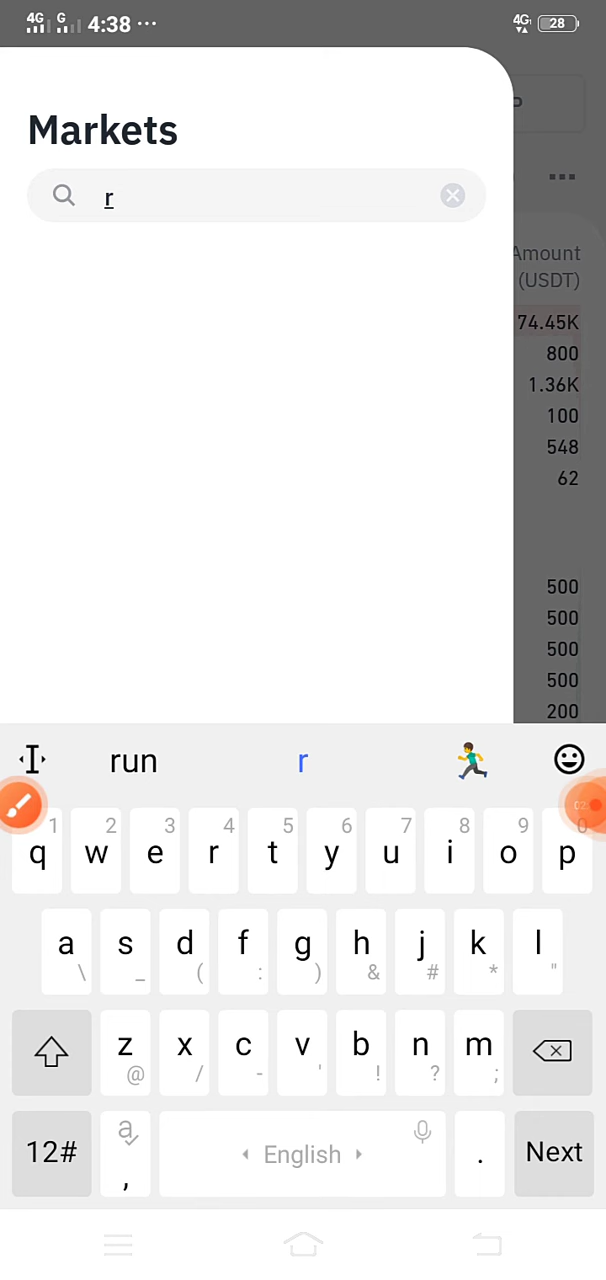 4G G 4:38 ... 4G 28
Markets
r
Amount
(USDT)
74.45K
800
1.36K
100
548
62
500
500
500
500
200
run r
1 2 3 4 5 6 7 8 9 0
q w e r t y u i o p
a s d f g h j k l
\ _ ( : ) & # * "
z x c v b n m
@ / - ' ! ? ;
12# a , English . Next